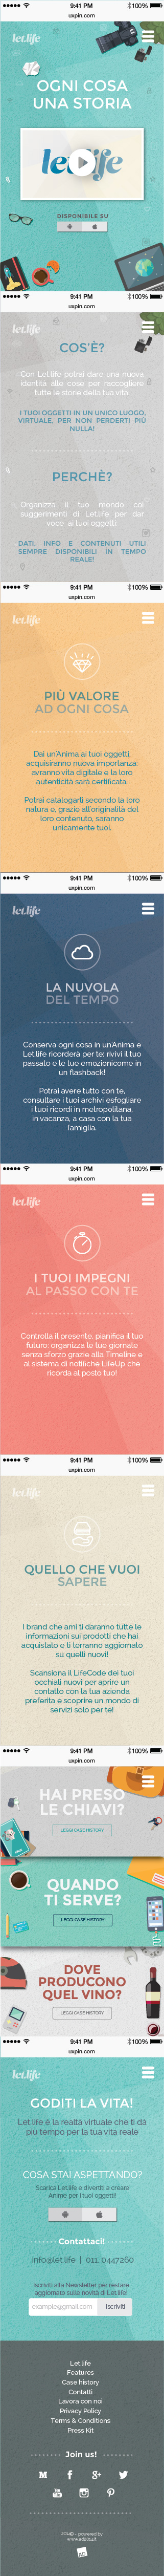 9:41 PM 100%
uxpin.com
let.life
OGNI COSA
UNA STORIA
let.life
DISPONIBILE SU
9:41 PM 100%
uxpin.com
let.life
COS'È?
Con Let.life potrai dare una nuova
identità alle cose per raccogliere
tutte le storie della tua vita:
I TUOI OGGETTI IN UN UNICO LUOGO,
VIRTUALE, PER NON PERDERTI PIÙ
NULLA!
PERCHÈ?
Organizza il tuo mondo coi
suggerimenti di Let.life per dar
voce ai tuoi oggetti:
DATI, INFO E CONTENUTI UTILI
SEMPRE DISPONIBILI IN TEMPO
REALE!
9:41 PM 100%
uxpin.com
let.life
PIÙ VALORE
AD OGNI COSA
Dai un'Anima ai tuoi oggetti,
acquisiranno nuova importanza:
avranno vita digitale e la loro
autenticità sarà certificata.
Potrai catalogarli secondo la loro
natura e, grazie all'originalità del
loro contenuto, saranno
unicamente tuoi.
9:41 PM 100%
uxpin.com
let.life
LA NUVOLA
DEL TEMPO
Conserva ogni cosa in un'Anima e
Let.life ricorderà per te: rivivi il tuo
passato e le tue emozioni come in
un flashback!
Potrai avere tutto con te,
consultare i tuoi archivi e sfogliare
i tuoi ricordi in metropolitana,
in vacanza, a casa con la tua
famiglia.
9:41 PM 100%
uxpin.com
let.life
I TUOI IMPEGNI
AL PASSO CON TE
Controlla il presente, pianifica il tuo
futuro: organizza le tue giornate
senza sforzo grazie alla Timeline e
al sistema di notifiche LifeUp che
ricorda al posto tuo!
9:41 PM 100%
uxpin.com
let.life
QUELLO CHE VUOI
SAPERE
I brand che ami ti daranno tutte le
informazioni sui prodotti che hai
acquistato e ti terranno aggiornato
su quelli nuovi!
Scansiona il LifeCode dei tuoi
occhiali nuovi per aprire un
contatto con la tua azienda
preferita e scoprire un mondo di
servizi solo per te!
9:41 PM 100%
uxpin.com
HAI PRESO
LE CHIAVI?
LEGGI CASE HISTORY
QUANDO
TI SERVE?
LEGGI CASE HISTORY
DOVE
PRODUCONO
QUEL VINO?
LEGGI CASE HISTORY
9:41 PM 100%
uxpin.com
let.life
GODITI LA VITA!
Let.life è la realtà virtuale che ti dà
più tempo per la tua vita reale
COSA STAI ASPETTANDO?
Scarica Let.life e divertiti a creare
Anime per i tuoi oggetti!
Contattaci!
info@let.life | 011. 0447260
Iscriviti alla Newsletter per restare
aggiornato sulle novità di Let.life!
example@gmail.com Iscriviti
Let.life
Features
Case history
Contatti
Lavora con noi
Privacy Policy
Terms & Conditions
Press Kit
Join us!